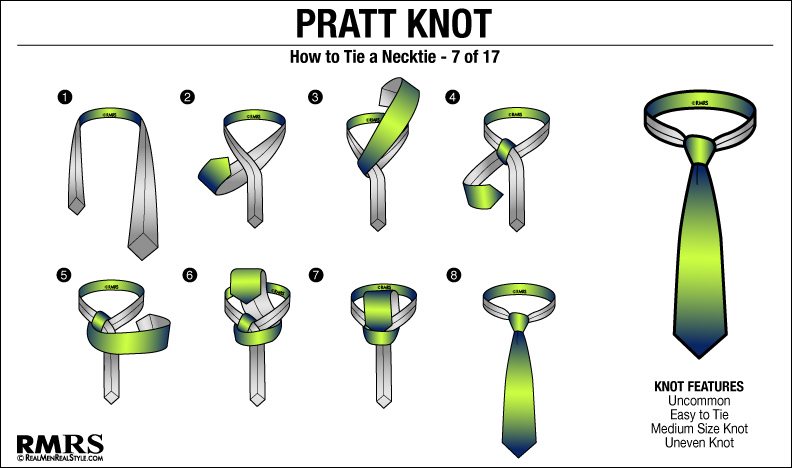 PRATT KNOT
How to Tie a Necktie - 7 of 17
1
2
3
4
©RMRS
©RMRS
©RMRS
©RMRS
©RMRS
5
6
7
8
©RMRS
©RMRS
©RMRS
©RMRS
KNOT FEATURES
Uncommon
Easy to Tie
Medium Size Knot
Uneven Knot
RMRS
© REALMENREALSTYLE.COM